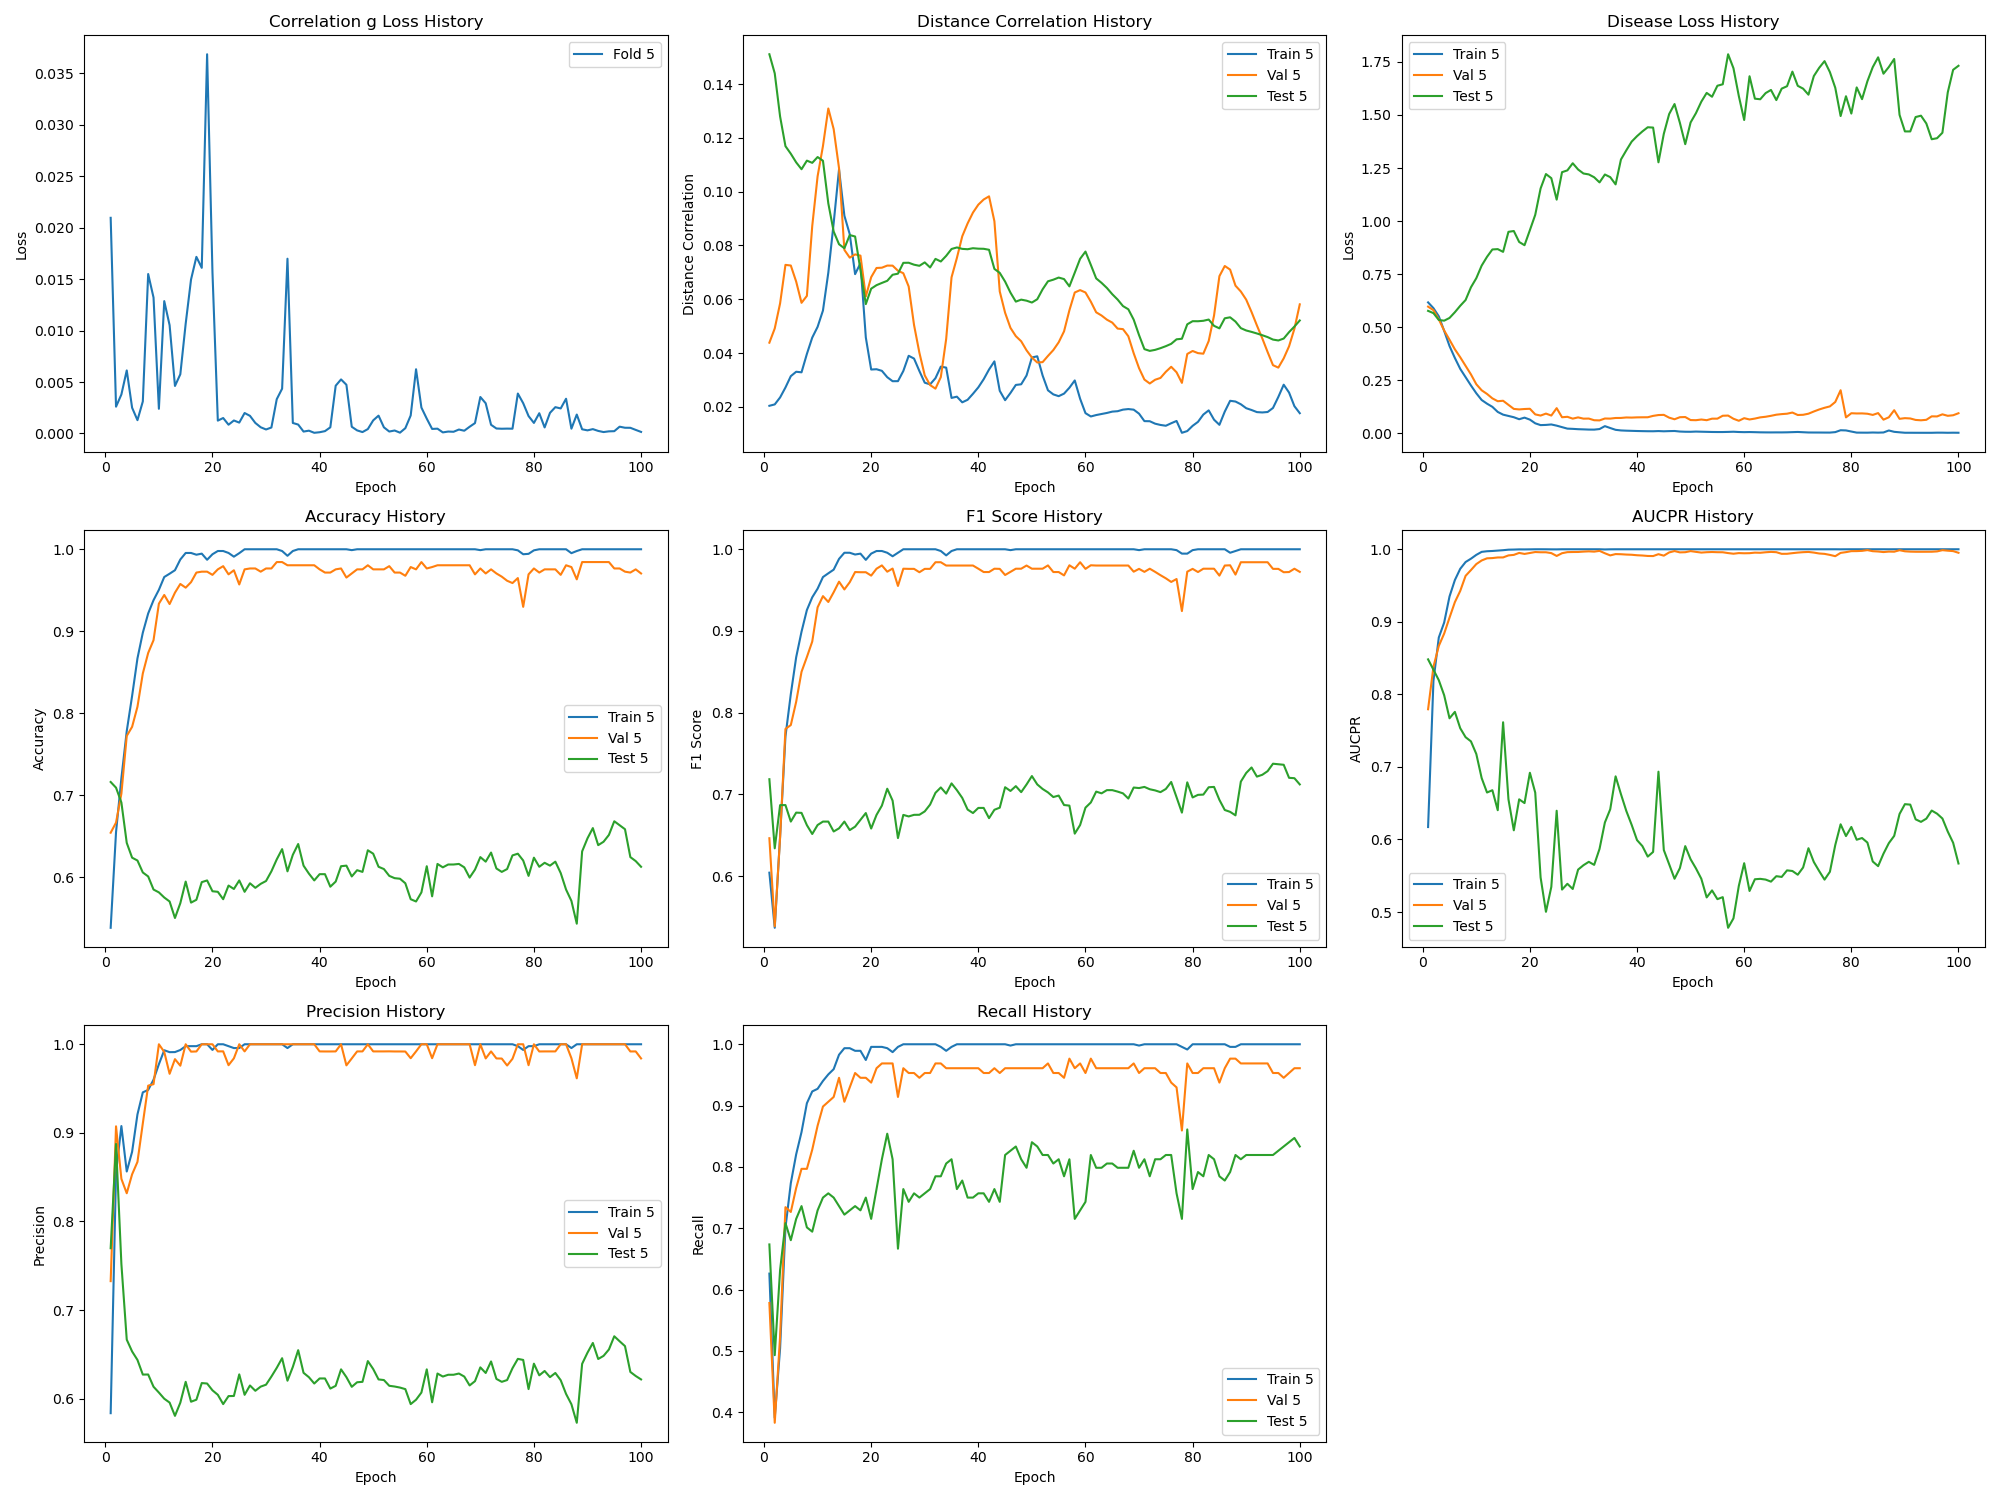 Correlation g Loss History
Fold 5
0.035
0.030
0.025
0.020
0.015
0.010
0.005
0.000
Loss
0 20 40 60 80 100
Epoch
Distance Correlation History
Train 5
Val 5
Test 5
0.14
0.12
0.10
0.08
0.06
0.04
0.02
Distance Correlation
0 20 40 60 80 100
Epoch
Disease Loss History
Train 5
Val 5
Test 5
1.75
1.50
1.25
1.00
0.75
0.50
0.25
0.00
Loss
0 20 40 60 80 100
Epoch
Accuracy History
1.0
0.9
0.8
0.7
0.6
Accuracy
Train 5
Val 5
Test 5
0 20 40 60 80 100
Epoch
F1 Score History
1.0
0.9
0.8
0.7
0.6
F1 Score
Train 5
Val 5
Test 5
0 20 40 60 80 100
Epoch
AUCPR History
1.0
0.9
0.8
0.7
0.6
0.5
AUCPR
Train 5
Val 5
Test 5
0 20 40 60 80 100
Epoch
Precision History
1.0
0.9
0.8
0.7
0.6
Precision
Train 5
Val 5
Test 5
0 20 40 60 80 100
Epoch
Recall History
1.0
0.9
0.8
0.7
0.6
0.5
0.4
Recall
Train 5
Val 5
Test 5
0 20 40 60 80 100
Epoch